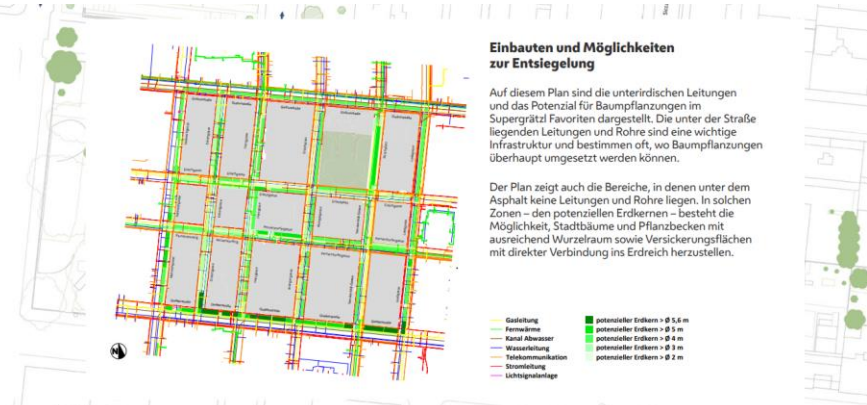 Einbauten und Möglichkeiten
zur Entsiegelung
Auf diesem Plan sind die unterirdischen Leitungen
und das Potenzial für Baumpflanzungen im
Supergrätzl Favoriten dargestellt. Die unter der Straße
liegenden Leitungen und Rohre sind eine wichtige
Infrastruktur und bestimmen oft, wo Baumpflanzungen
überhaupt umgesetzt werden können.
Der Plan zeigt auch die Bereiche, in denen unter dem
Asphalt keine Leitungen und Rohre liegen. In solchen
Zonen – den potenziellen Erdkernen – besteht die
Möglichkeit, Stadtbäume und Pflanzbecken mit
ausreichend Wurzelraum sowie Versickerungsflächen
mit direkter Verbindung ins Erdreich herzustellen.
Gasleitung
Fernwärme
Kanal Abwasser
Wasserleitung
Telekommunikation
Stromleitung
Lichtsignalanlage
potenzieller Erdkern > Ø 5,6 m
potenzieller Erdkern > Ø 5 m
potenzieller Erdkern > Ø 4 m
potenzieller Erdkern > Ø 3 m
potenzieller Erdkern > Ø 2 m